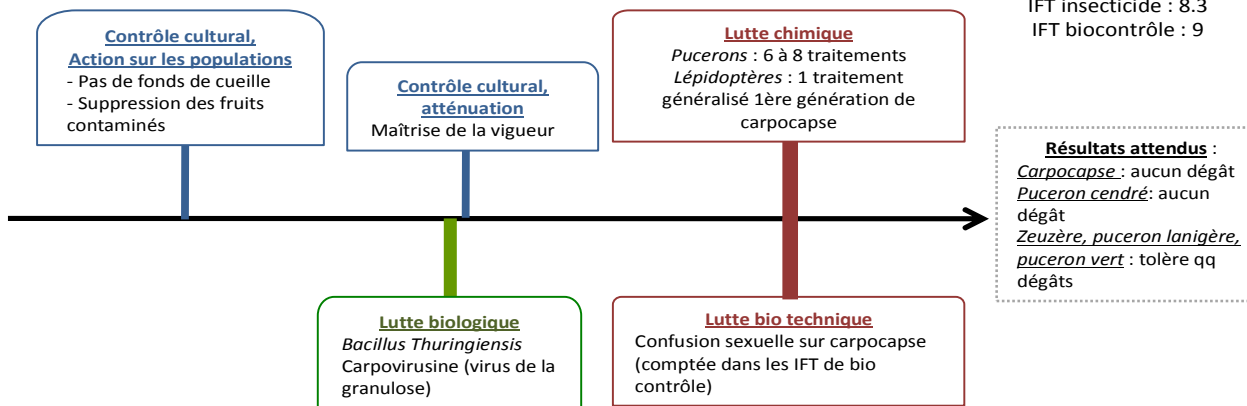 IFT insecticide : 8.3
IFT biocontrôle : 9
Contrôle cultural,
Action sur les populations
- Pas de fonds de cueille
- Suppression des fruits
contaminés
Contrôle cultural,
atténuation
Maîtrise de la vigueur
Lutte chimique
Pucerons : 6 à 8 traitements
Lépidoptères : 1 traitement
généralisé 1ère génération de
carpocapse
Résultats attendus :
Carpocapse : aucun dégât
Puceron cendré: aucun
dégât
Zeuzère, puceron lanigère,
puceron vert : tolère qq
dégâts
Lutte biologique
Bacillus Thuringiensis
Carpovirusine (virus de la
granulose)
Lutte bio technique
Confusion sexuelle sur carpocapse
(comptée dans les IFT de bio
contrôle)